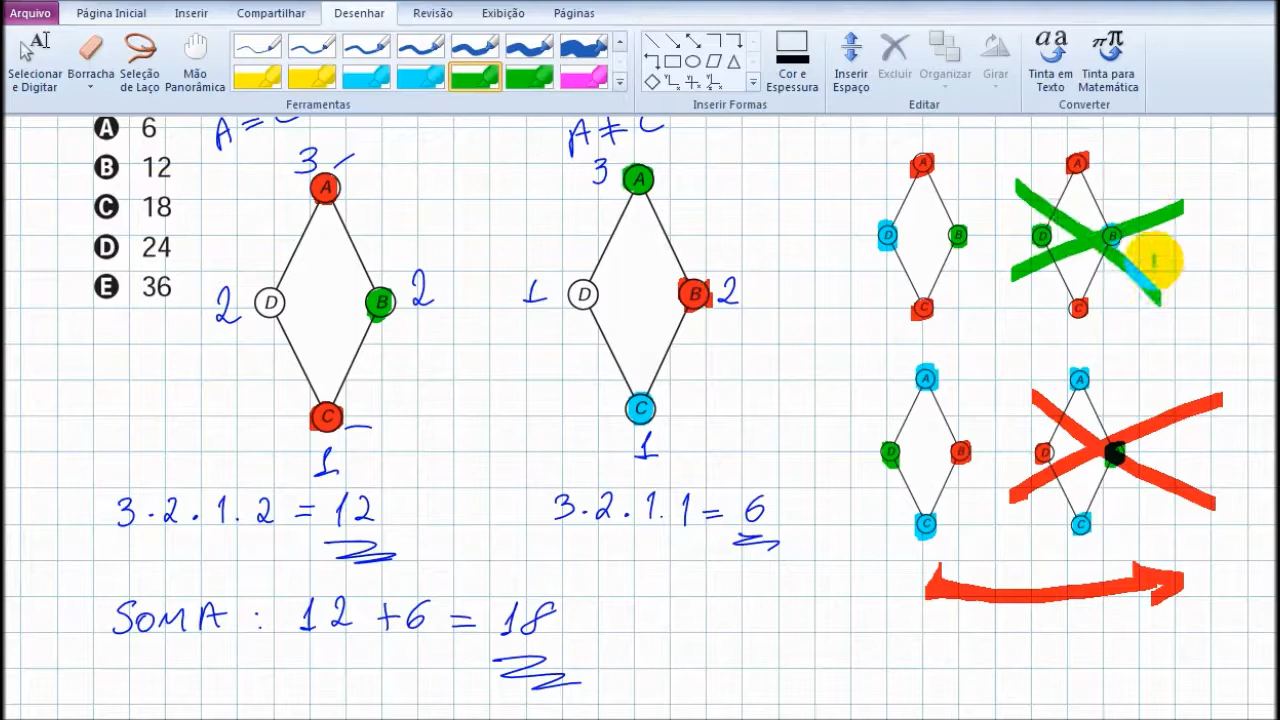 Arquivo Página Inicial Inserir Compartilhar Desenhar Revisão Exibição Páginas
Selecionar e Digitar Borracha Seleção de Laço Mão Panorâmica
Cor e Espessura Inserir Espaço Excluir Organizar Girar Tinta em Texto Tinta para Matemática
Ferramentas Inserir Formas Editar Converter
A 6
B 12
C 18
D 24
E 36
A = C
3
A
D
B
C
2
2
1
3.2.1.2 = 12
A ≠ C
3
A
D
B
C
1
2
1
3.2.1.1 = 6
SOMA : 12 + 6 = 18
A
D
B
C
A
D
B
C
A
D
B
C
A
D
C